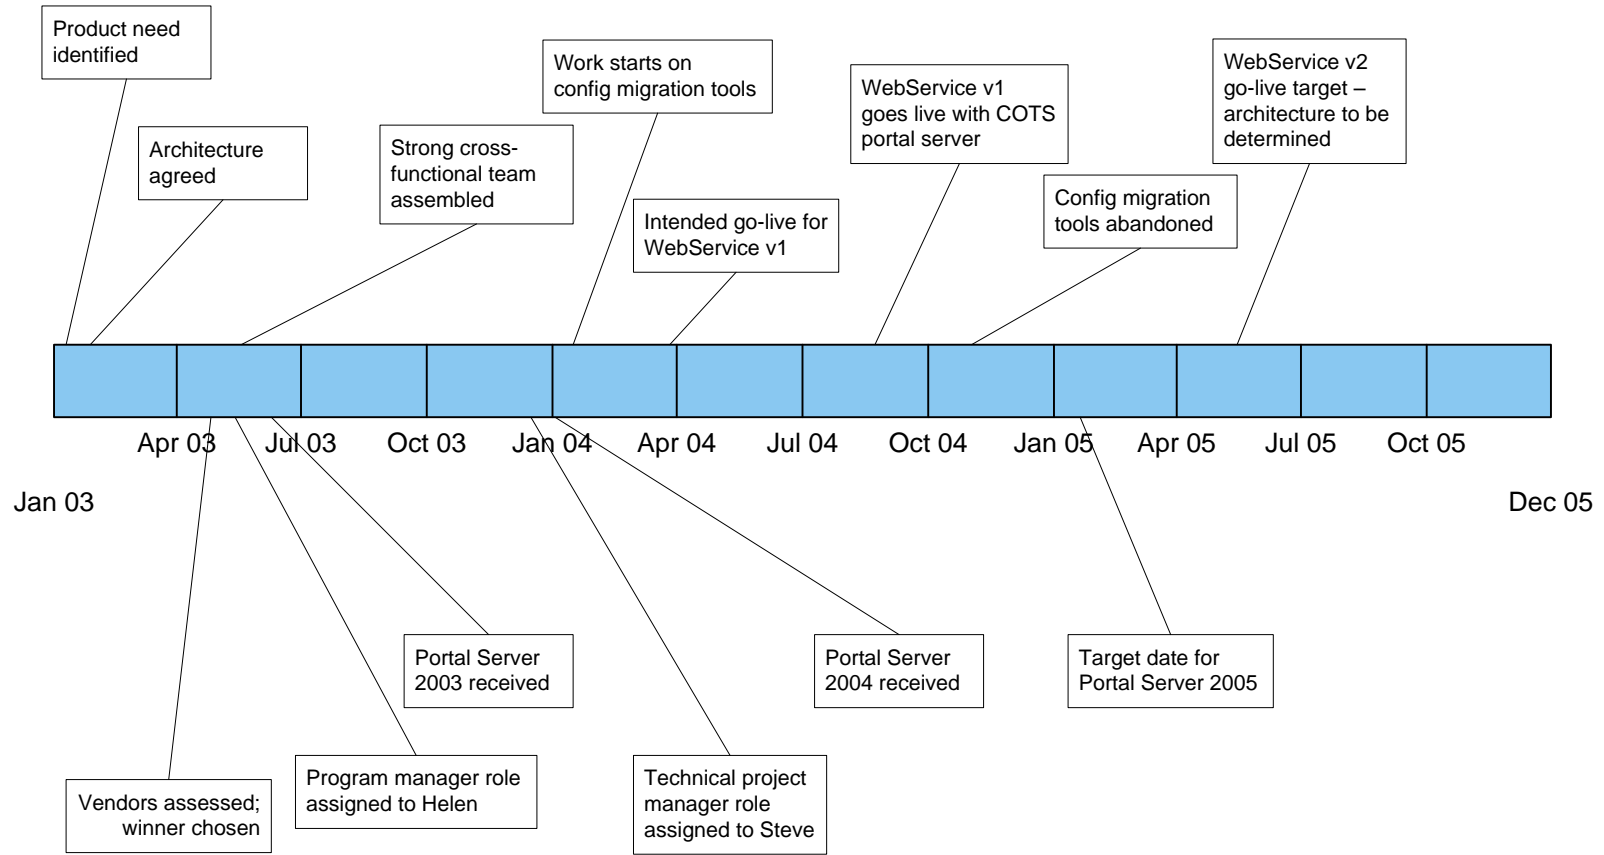 Product need
identified
Architecture
agreed
Strong cross-
functional team
assembled
Work starts on
config migration tools
Intended go-live for
WebService v1
WebService v1
goes live with COTS
portal server
Config migration
tools abandoned
WebService v2
go-live target –
architecture to be
determined
Apr 03
Jul 03
Oct 03
Jan 04
Apr 04
Jul 04
Oct 04
Jan 05
Apr 05
Jul 05
Oct 05
Jan 03
Dec 05
Portal Server
2003 received
Portal Server
2004 received
Target date for
Portal Server 2005
Vendors assessed;
winner chosen
Program manager role
assigned to Helen
Technical project
manager role
assigned to Steve